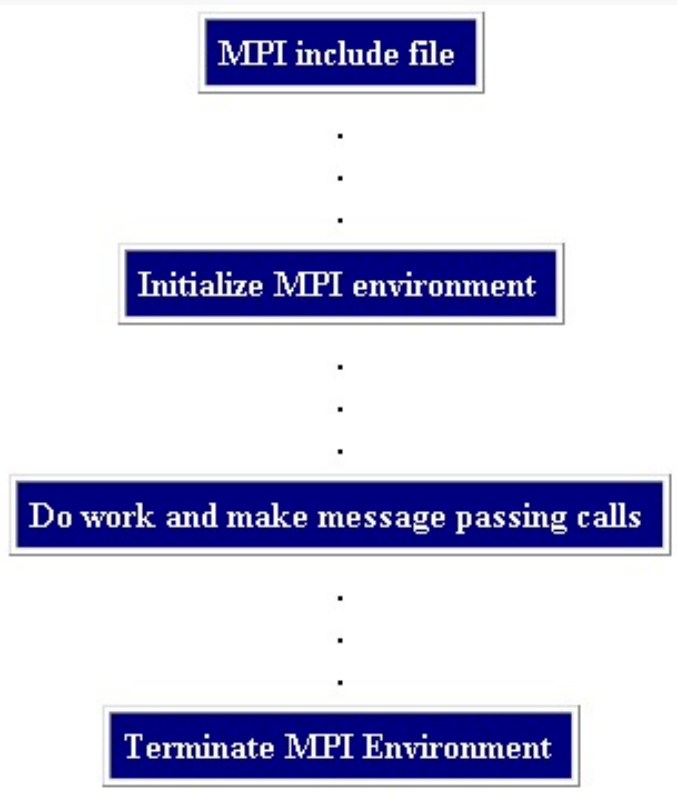 MPI include file
.
.
.
Initialize MPI environment
.
.
.
Do work and make message passing calls
.
.
.
Terminate MPI Environment